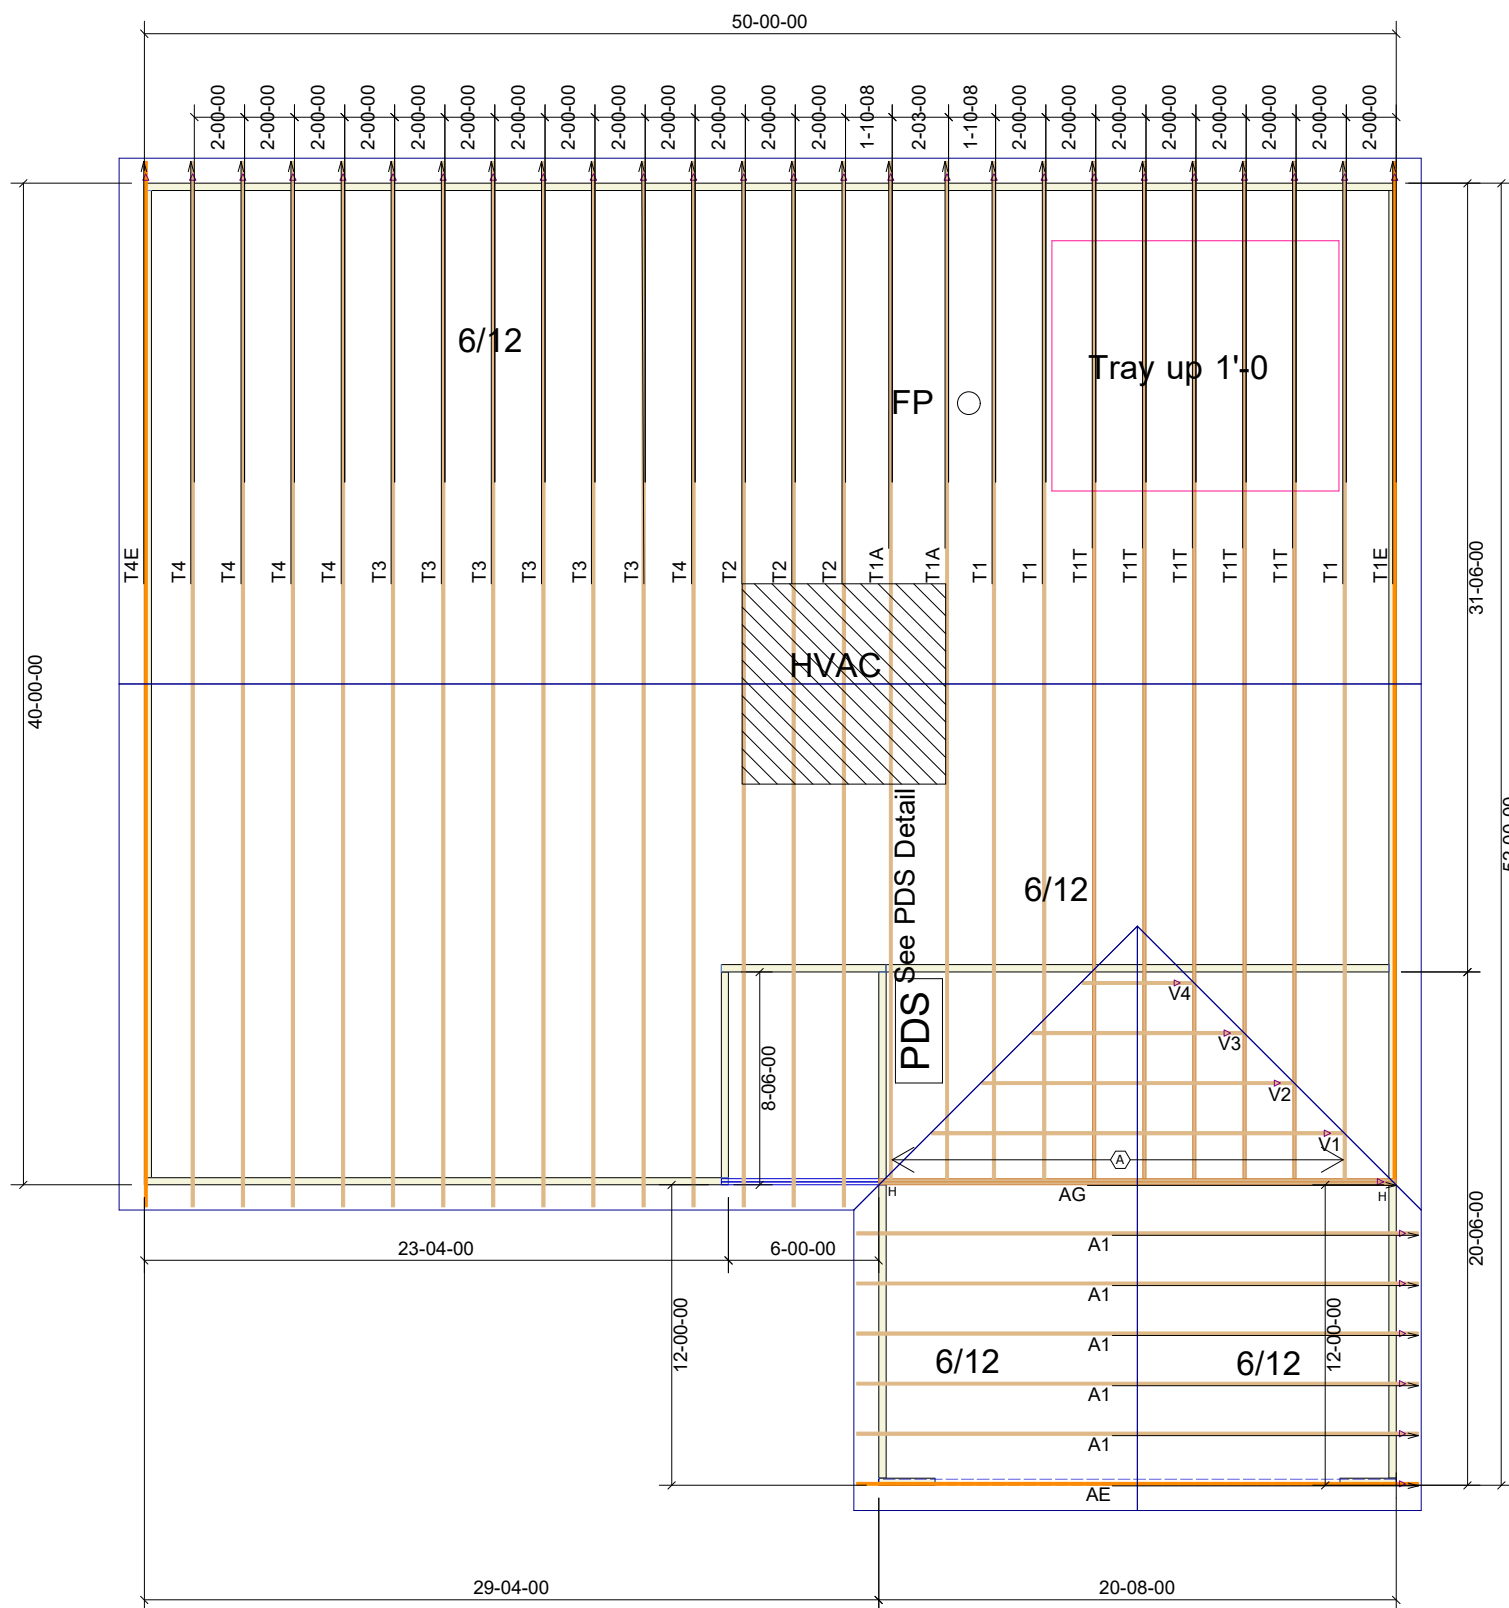 50-00-00
2-00-00
2-00-00
2-00-00
2-00-00
2-00-00
2-00-00
2-00-00
2-00-00
2-00-00
2-00-00
2-00-00
2-00-00
2-00-00
1-10-08
2-03-00
1-10-08
2-00-00
2-00-00
2-00-00
2-00-00
2-00-00
2-00-00
2-00-00
2-00-00
6/12
Tray up 1'-0
FP
T4E
T4
T4
T4
T4
T3
T3
T3
T3
T3
T3
T4
T2
T2
T2
T1A
T1A
T1
T1
T1T
T1T
T1T
T1T
T1T
T1
T1E
31-06-00
40-00-00
HVAC
PDS See PDS Detail
6/12
V4
V3
V2
V1
8-06-00
A
H
AG
H
A1
A1
A1
A1
A1
AE
23-04-00
6-00-00
20-06-00
12-00-00
12-00-00
6/12
6/12
29-04-00
20-08-00